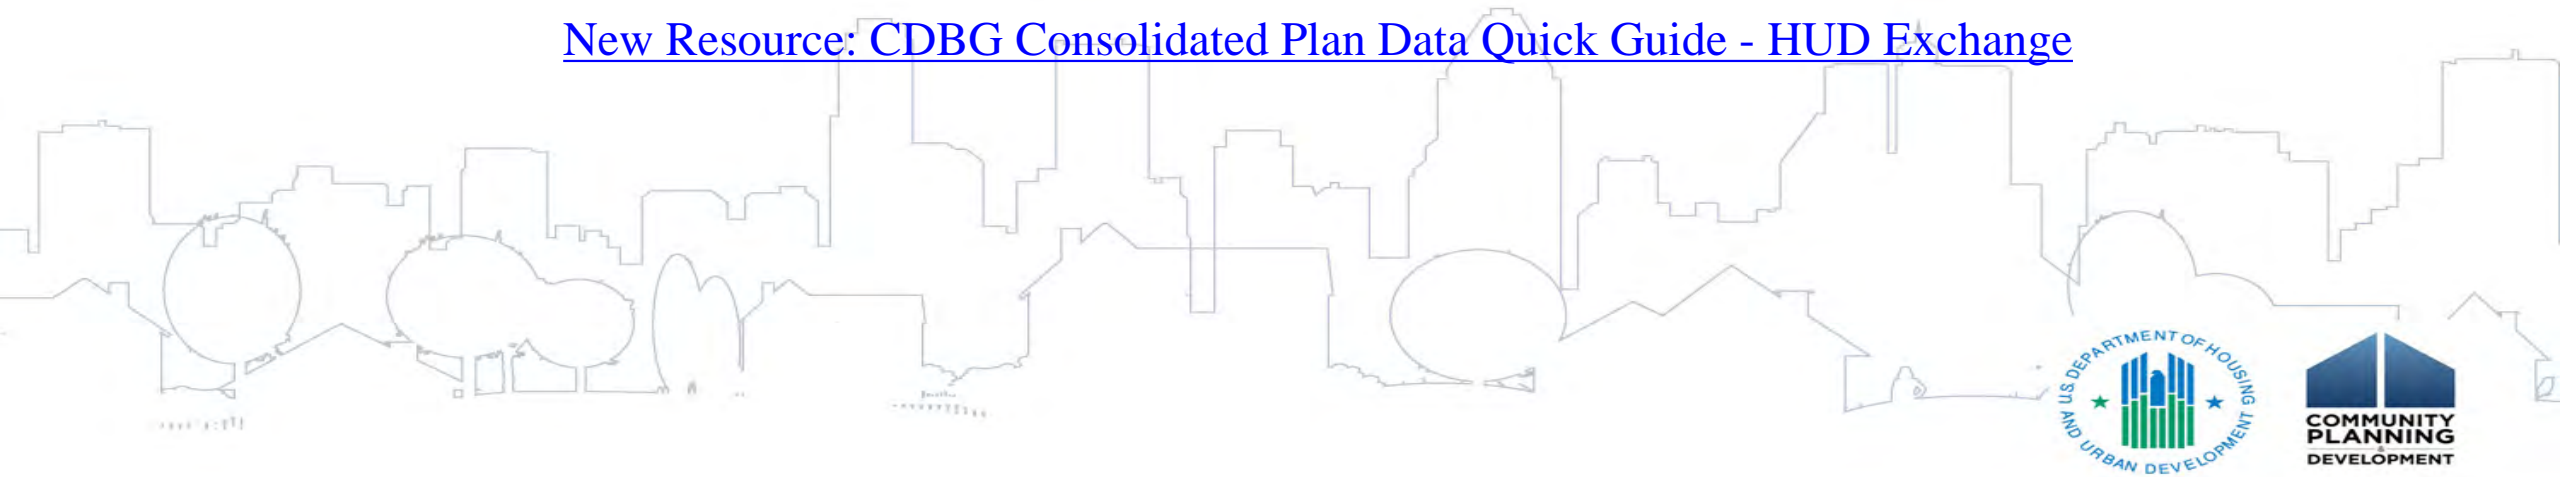 New Resource: CDBG Consolidated Plan Data Quick Guide - HUD Exchange
U.S. DEPARTMENT OF HOUSING
AND URBAN DEVELOPMENT
COMMUNITY
PLANNING
&
DEVELOPMENT